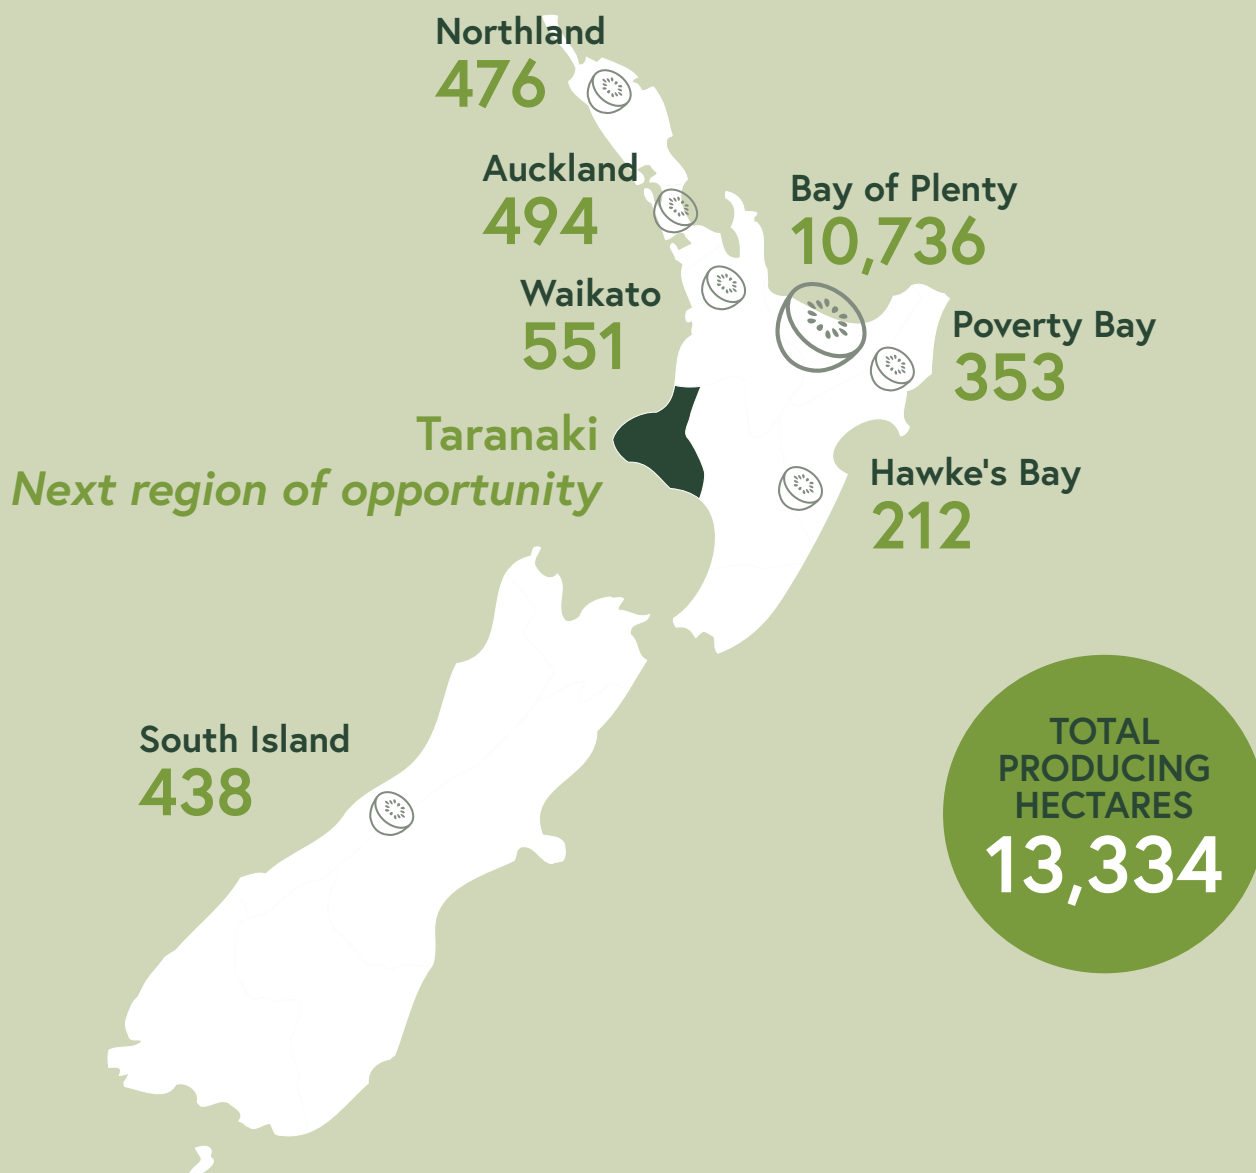 Northland
476
Auckland
494
Bay of Plenty
10,736
Waikato
551
Poverty Bay
353
Taranaki
Next region of opportunity
Hawke's Bay
212
South Island
438
TOTAL
PRODUCING
HECTARES
13,334